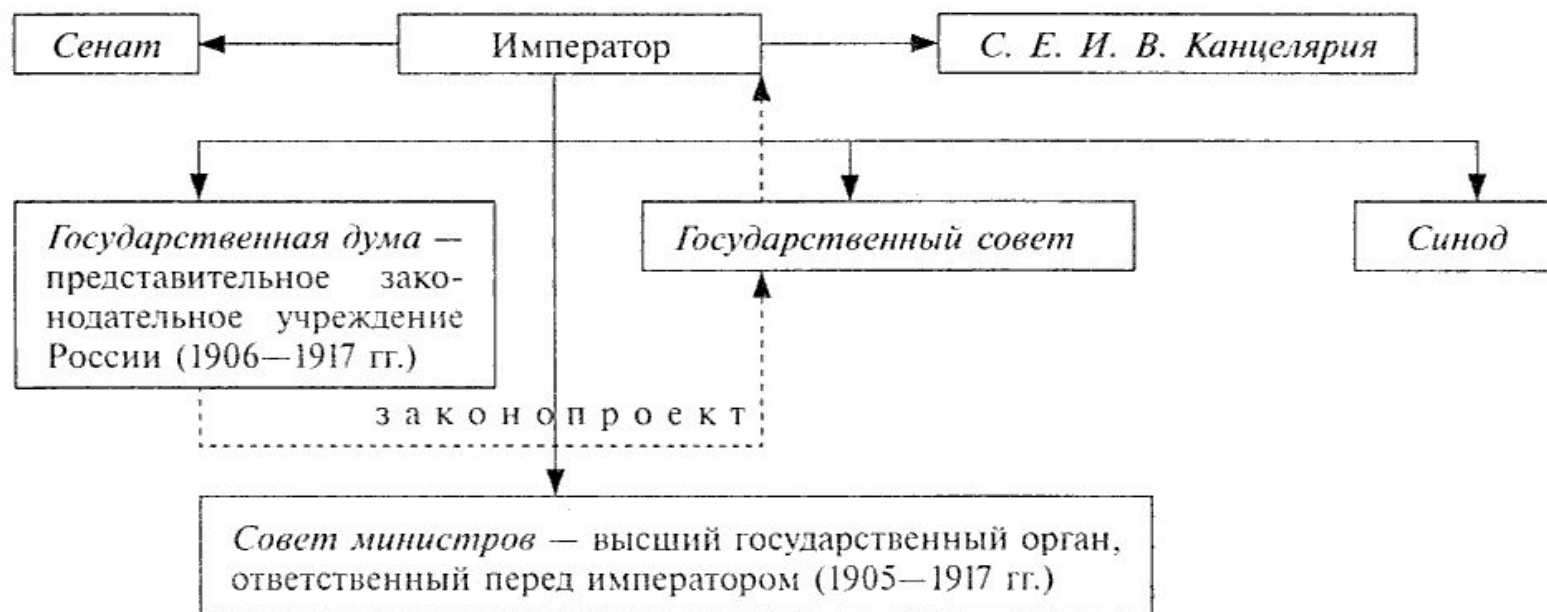 Сенат
Император
С. Е. И. В. Канцелярия
Государственная дума —
представительное зако-
нодательное учреждение
России (1906—1917 гг.)
Государственный совет
Синод
законопроект
Совет министров — высший государственный орган,
ответственный перед императором (1905—1917 гг.)